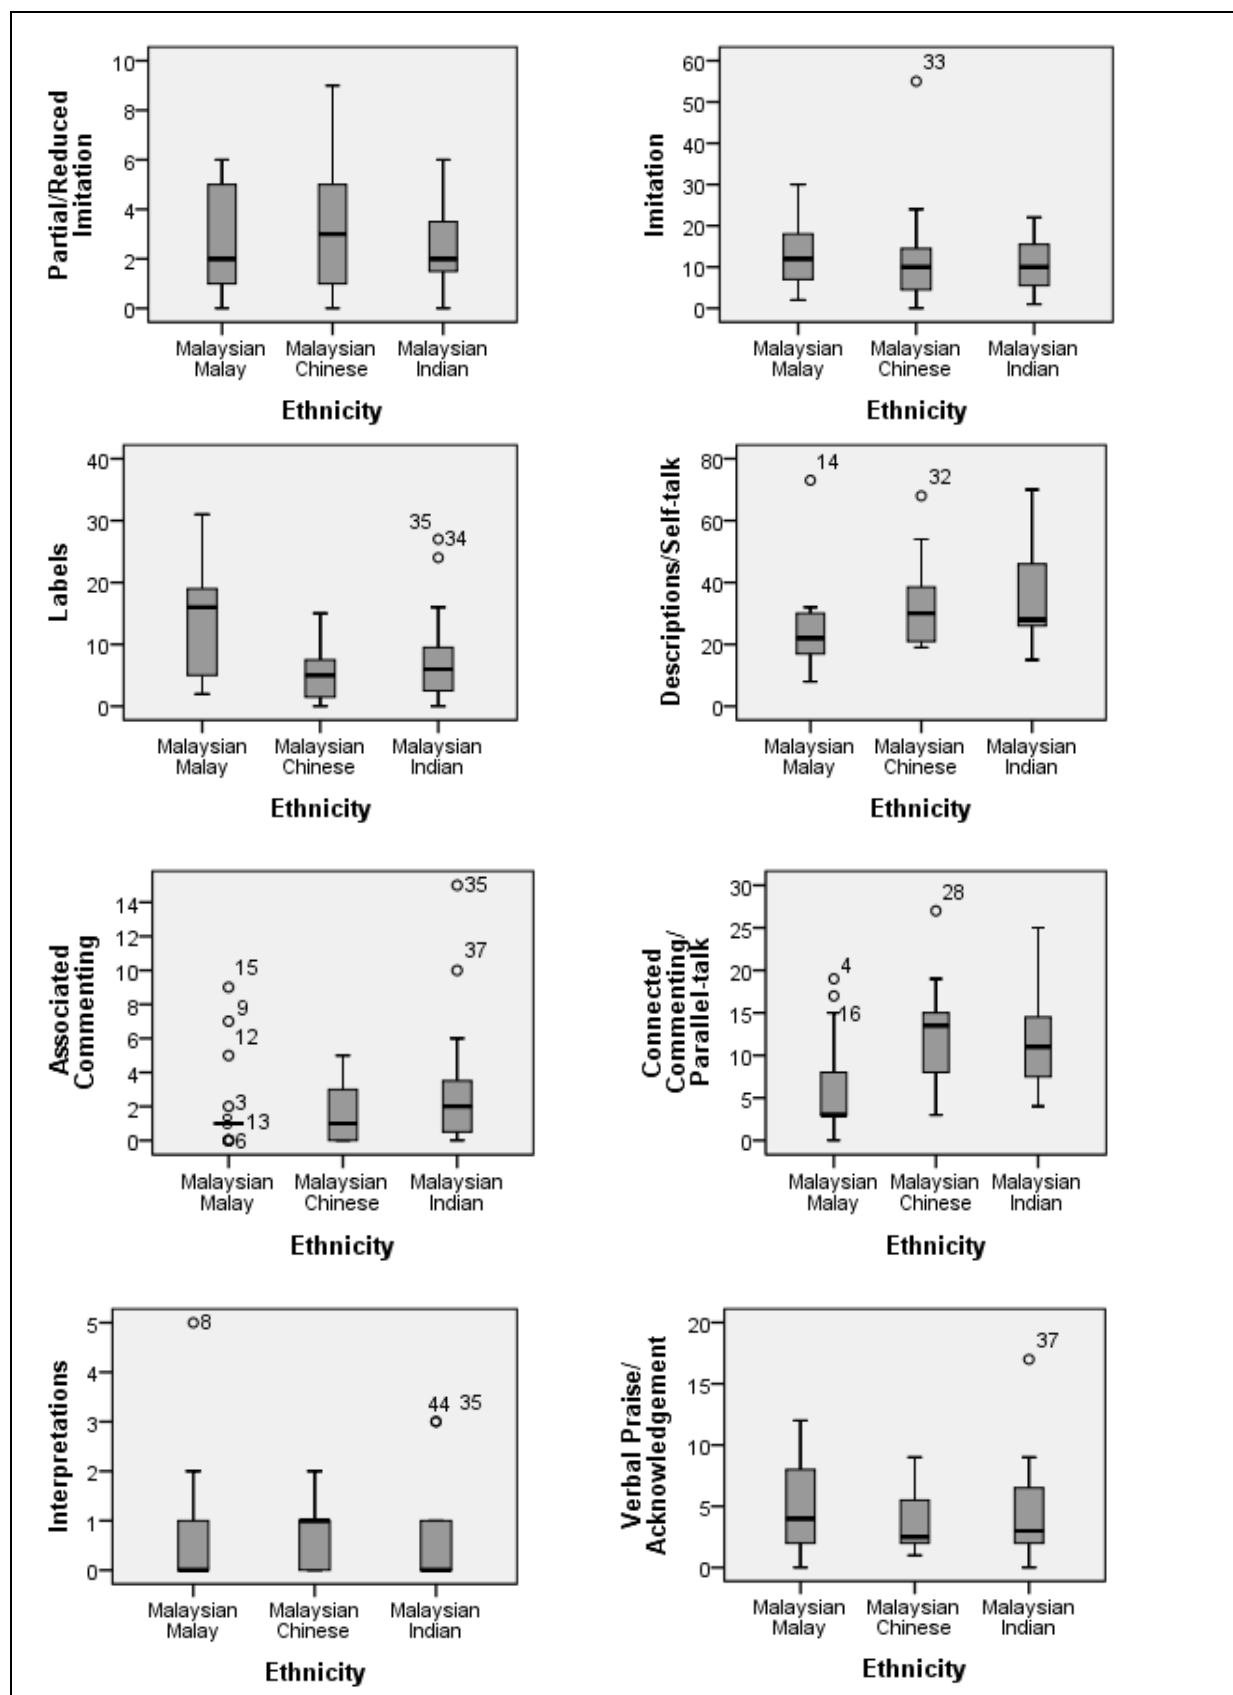 Partial/Reduced
Imitation
10
8
6
4
2
0
Malaysian Malaysian Malaysian
Malay Chinese Indian
Ethnicity
Imitation
60
50
40
30
20
10
0
33
Malaysian Malaysian Malaysian
Malay Chinese Indian
Ethnicity
Labels
40
30
20
10
0
35
34
Malaysian Malaysian Malaysian
Malay Chinese Indian
Ethnicity
Descriptions/Self-talk
80
60
40
20
0
14
32
Malaysian Malaysian Malaysian
Malay Chinese Indian
Ethnicity
Associated
Commenting
14
12
10
8
6
4
2
0
15
9
12
3
13
6
35
37
Malaysian Malaysian Malaysian
Malay Chinese Indian
Ethnicity
Connected
Commenting/
Parallel-talk
30
25
20
15
10
5
0
4
16
28
Malaysian Malaysian Malaysian
Malay Chinese Indian
Ethnicity
Interpretations
5
4
3
2
1
0
8
44 35
Malaysian Malaysian Malaysian
Malay Chinese Indian
Ethnicity
Verbal Praise/
Acknowledgement
20
15
10
5
0
37
Malaysian Malaysian Malaysian
Malay Chinese Indian
Ethnicity